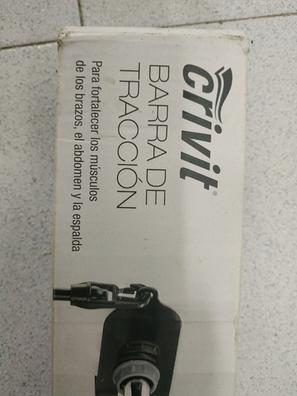 crivit®
BARRA DE
TRACCIÓN
Para fortalecer los músculos
de los brazos, el abdomen y la espalda